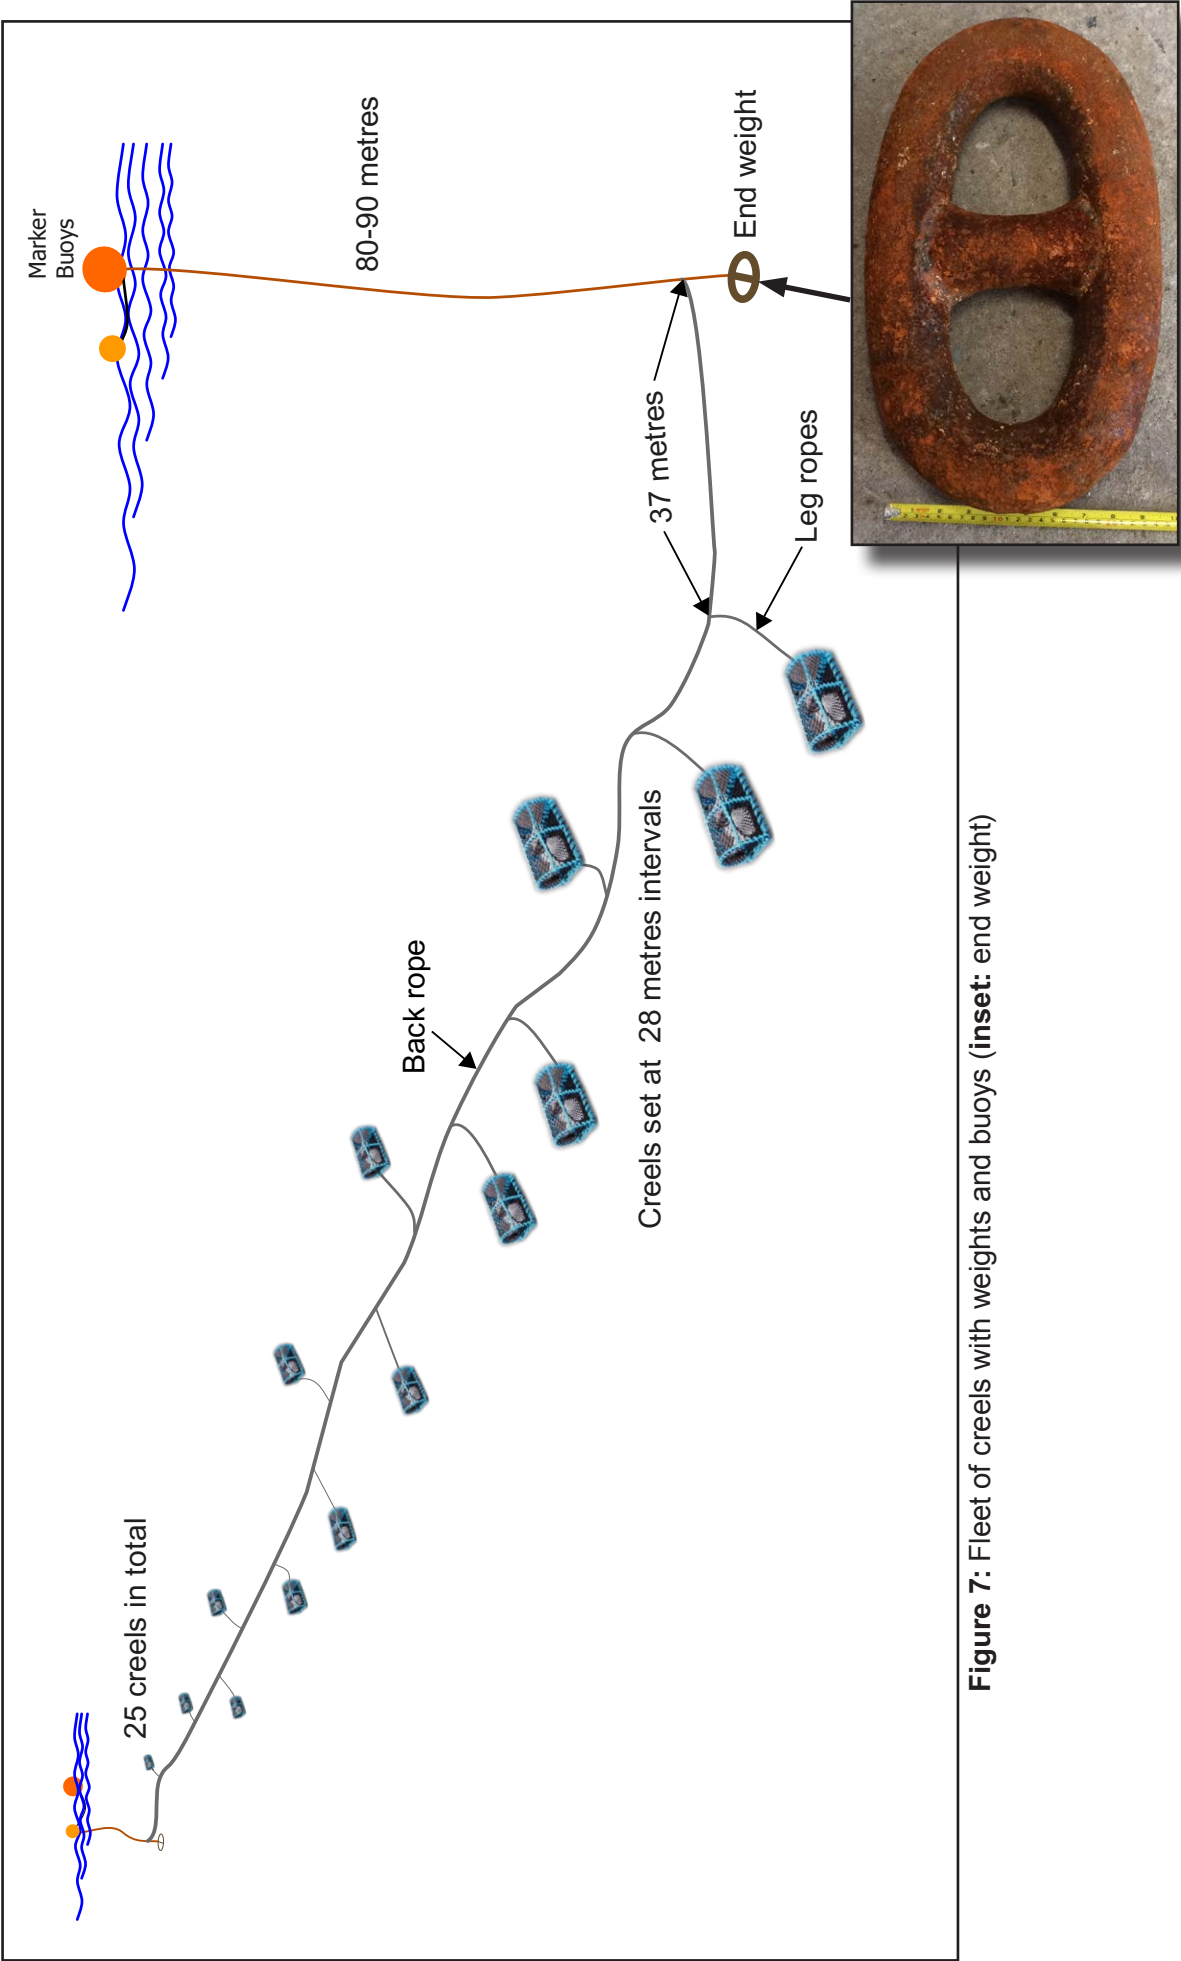 Marker
Buoys
80-90 metres
End weight
37 metres
Leg ropes
Back rope
Creels set at 28 metres intervals
25 creels in total
Figure 7: Fleet of creels with weights and buoys (inset: end weight)